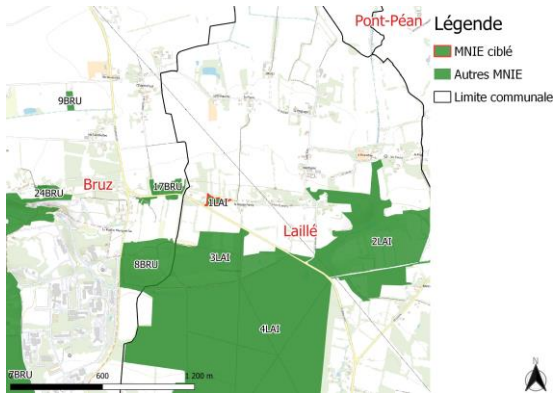 Pont-Péan
Légende
MNIE ciblé
Autres MNIE
Limite communale
9BRU
Bruz
24BRU
17BRU
1LAI
Laillé
2LAI
3LAI
8BRU
4LAI
7BRU
600
1 200 m
N